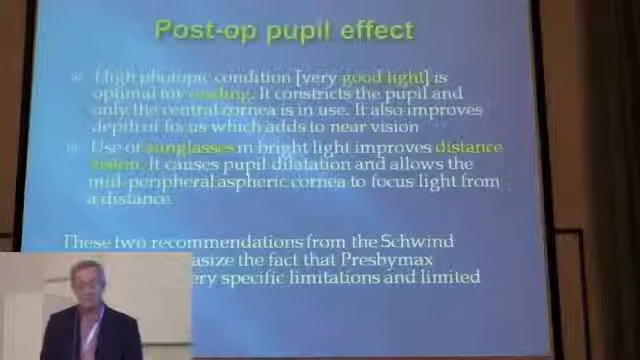 Post-op pupil effect
High photopic condition [very good light] is
optimal for reading. It constricts the pupil and
only the central cornea is in use. It also improves
depth of focus which adds to near vision
Use of sunglasses in bright light improves distance
vision. It causes pupil dilatation and allows the
mid-peripheral aspheric cornea to focus light from
a distance.
These two recommendations from the Schwind
the fact that Presbymax
specific limitations and limited